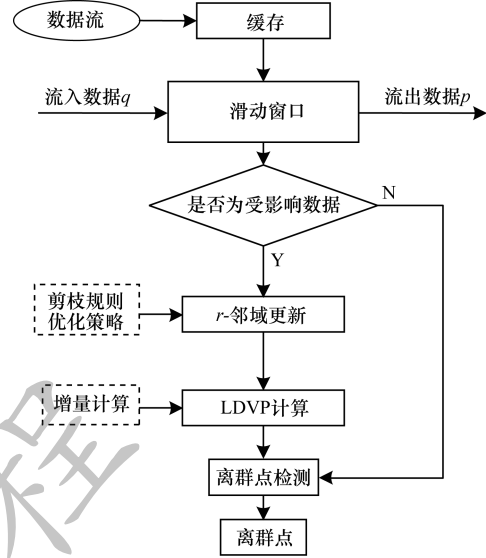 数据流
缓存
流入数据q
滑动窗口
流出数据p
是否为受影响数据
N
Y
剪枝规则
优化策略
r-邻域更新
增量计算
LDVP计算
离群点检测
离群点
程